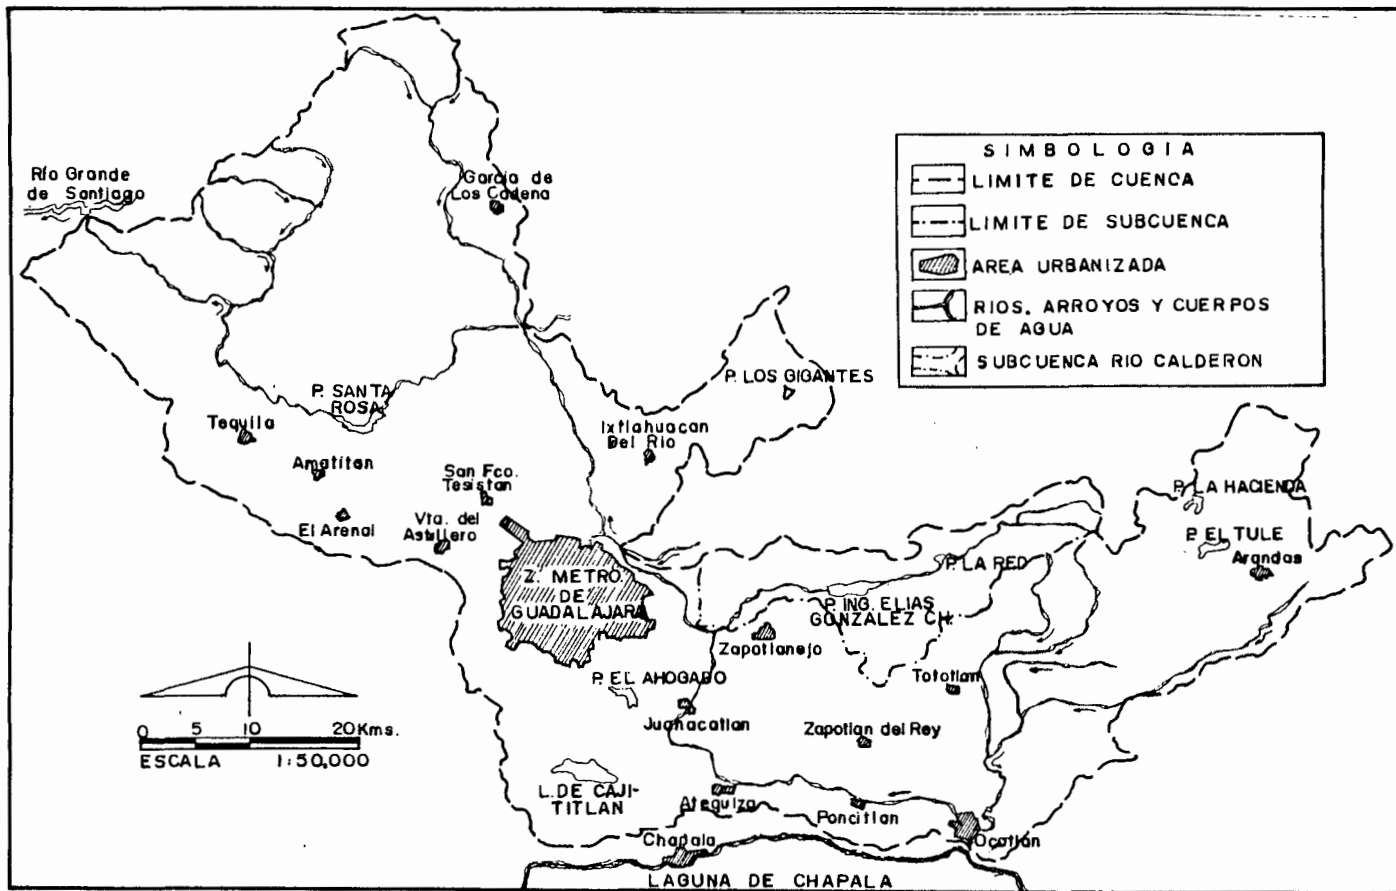 SIMBOLOGIA
LIMITE DE CUENCA
LIMITE DE SUBCUENCA
AREA URBANIZADA
RIOS, ARROYOS Y CUERPOS
DE AGUA
SUBCUENCA RIO CALDERON
Río Grande
de Santiago
García de
Los Cadena
P. LOS GIGANTES
P. SANTA
ROSA
Tequila
Ixtlahuacan
Del Rio
Amatitan
San Fco.
Tesistan
El Arenal
Vta. del
Astillero
P. LA HACIENDA
P. EL TULE
Arandas
Z. METRO.
DE
GUADALAJARA
P. LA RED
P. ING. ELIAS
GONZALEZ CH.
Zapotlanejo
P. EL AHOGADO
Tototlan
Juanacatlan
Zapotlan del Rey
0 5 10 20 Kms.
ESCALA 1:50,000
L. DE CAJI-
TITLAN
Atequiza
Poncitlan
Ocotlán
Chapala
LAGUNA DE CHAPALA